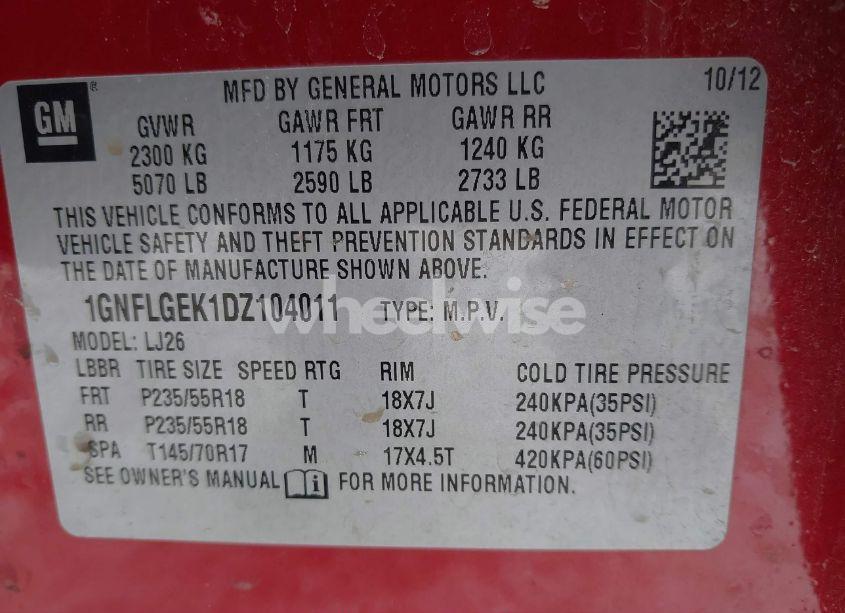 GM ®
MFD BY GENERAL MOTORS LLC 10/12
GVWR GAWR FRT GAWR RR
2300 KG 1175 KG 1240 KG
5070 LB 2590 LB 2733 LB
THIS VEHICLE CONFORMS TO ALL APPLICABLE U.S. FEDERAL MOTOR
VEHICLE SAFETY AND THEFT PREVENTION STANDARDS IN EFFECT ON
THE DATE OF MANUFACTURE SHOWN ABOVE.
1GNFLGEK1DZ104011 TYPE: M.P.V.
wheelwise
MODEL: LJ26
LBBR TIRE SIZE SPEED RTG RIM COLD TIRE PRESSURE
FRT P235/55R18 T 18X7J 240KPA(35PSI)
RR P235/55R18 T 18X7J 240KPA(35PSI)
SPA T145/70R17 M 17X4.5T 420KPA(60PSI)
SEE OWNER'S MANUAL i FOR MORE INFORMATION.